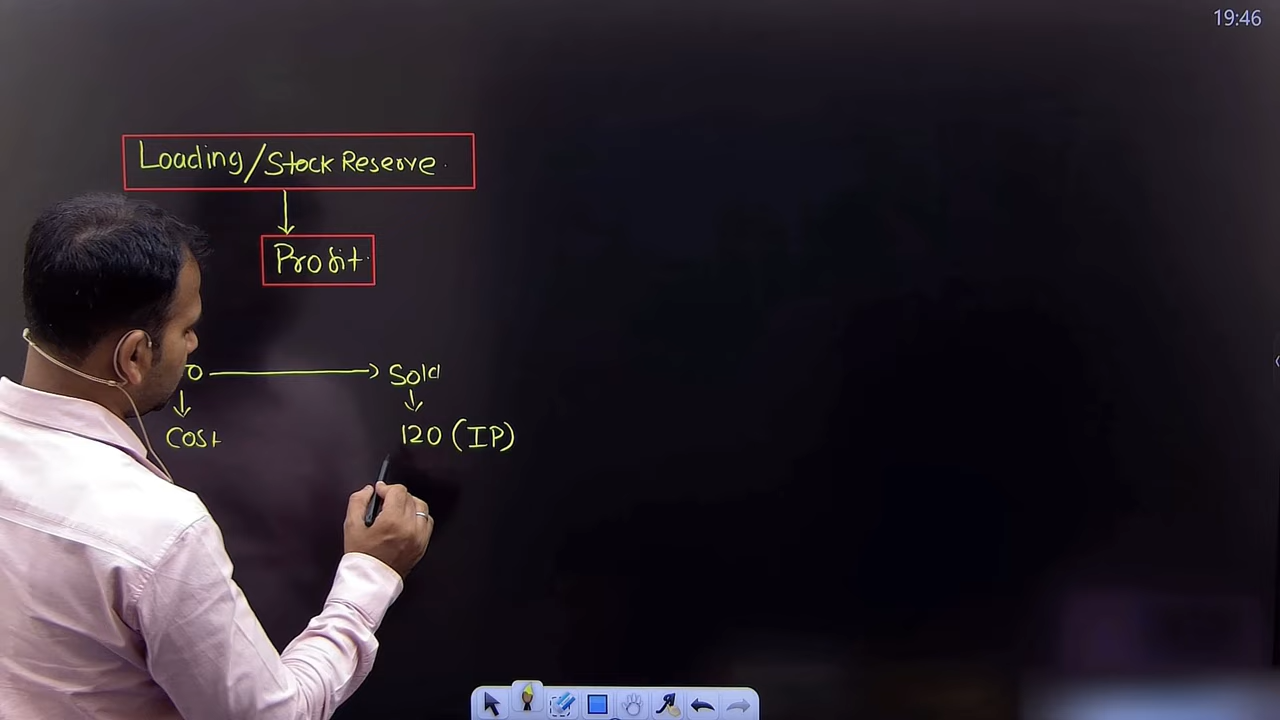 19:46
Loading/Stock Reserve
Profit
Sold
Cost
120 (IP)